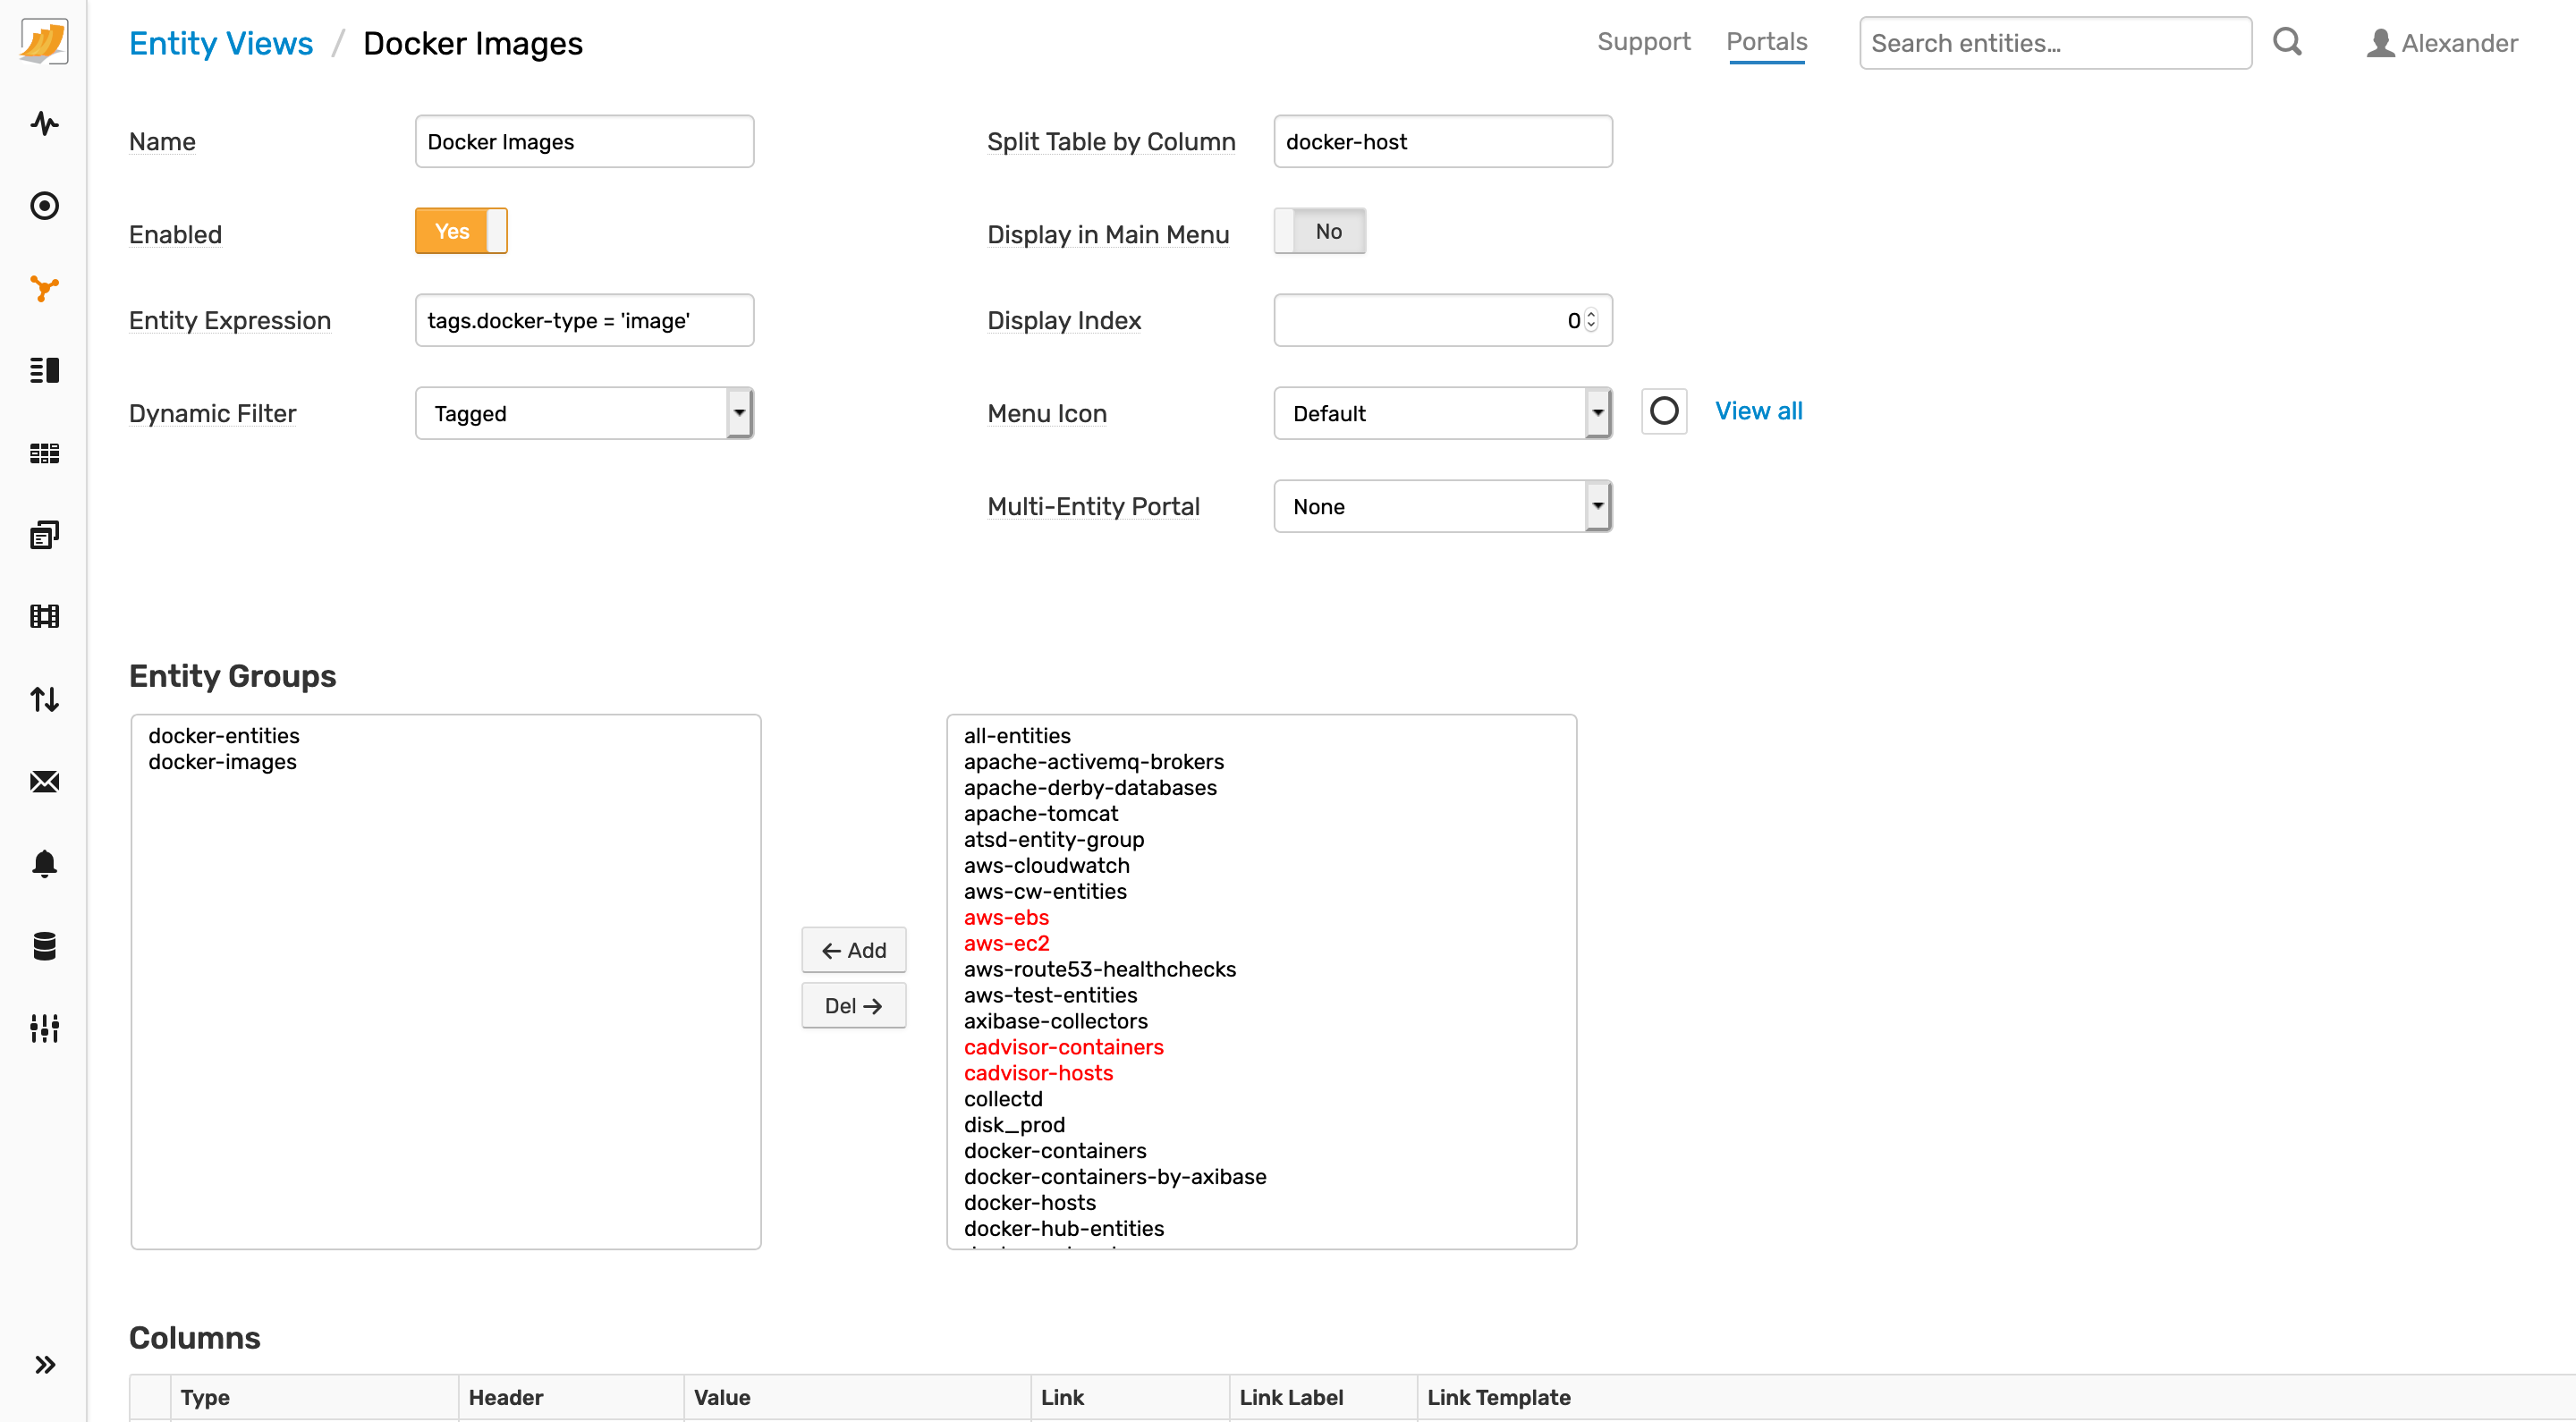 Entity Views / Docker Images
Support
Portals
Search entities...
Alexander
Name
Docker Images
Split Table by Column
docker-host
Enabled
Yes
Display in Main Menu
No
Entity Expression
tags.docker-type = 'image'
Display Index
0
Dynamic Filter
Tagged
Menu Icon
Default
View all
Multi-Entity Portal
None
Entity Groups
docker-entities
docker-images
← Add
Del →
all-entities
apache-activemq-brokers
apache-derby-databases
apache-tomcat
atsd-entity-group
aws-cloudwatch
aws-cw-entities
aws-ebs
aws-ec2
aws-route53-healthchecks
aws-test-entities
axibase-collectors
cadvisor-containers
cadvisor-hosts
collectd
disk_prod
docker-containers
docker-containers-by-axibase
docker-hosts
docker-hub-entities
Columns
Type
Header
Value
Link
Link Label
Link Template